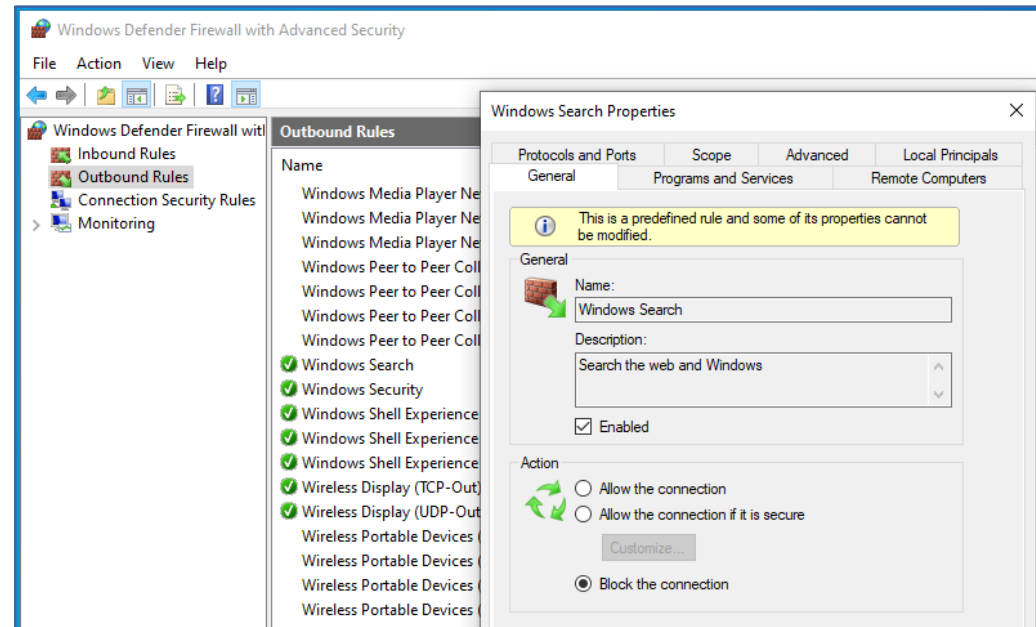 Windows Defender Firewall with Advanced Security
File Action View Help
Windows Defender Firewall witl
Inbound Rules
Outbound Rules
Connection Security Rules
Monitoring
Outbound Rules
Name
Windows Media Player Ne
Windows Media Player Ne
Windows Media Player Ne
Windows Peer to Peer Coll
Windows Peer to Peer Coll
Windows Peer to Peer Coll
Windows Peer to Peer Coll
Windows Search
Windows Security
Windows Shell Experience
Windows Shell Experience
Windows Shell Experience
Wireless Display (TCP-Out)
Wireless Display (UDP-Out
Wireless Portable Devices (
Wireless Portable Devices (
Wireless Portable Devices (
Wireless Portable Devices (
Windows Search Properties
Protocols and Ports Scope Advanced Local Principals
General Programs and Services Remote Computers
This is a predefined rule and some of its properties cannot
be modified.
General
Name:
Windows Search
Description:
Search the web and Windows
Enabled
Action
Allow the connection
Allow the connection if it is secure
Customize...
Block the connection